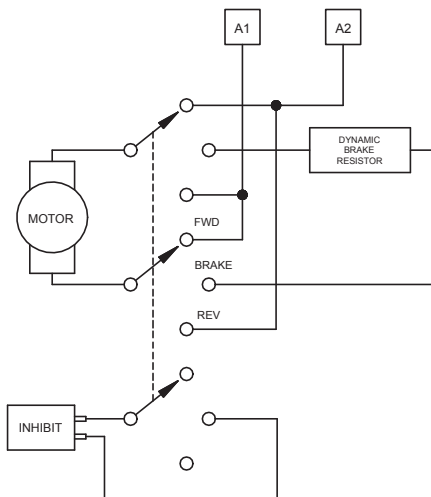 A1
A2
DYNAMIC
BRAKE
RESISTOR
MOTOR
FWD
BRAKE
REV
INHIBIT